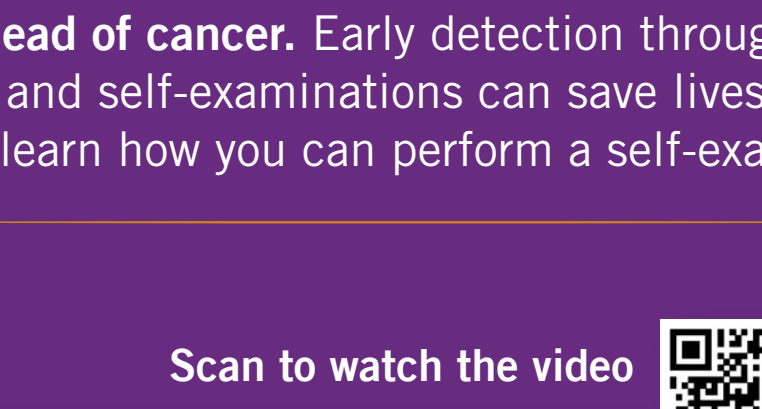 ead of cancer. Early detection throug
and self-examinations can save lives
learn how you can perform a self-exa
Scan to watch the video